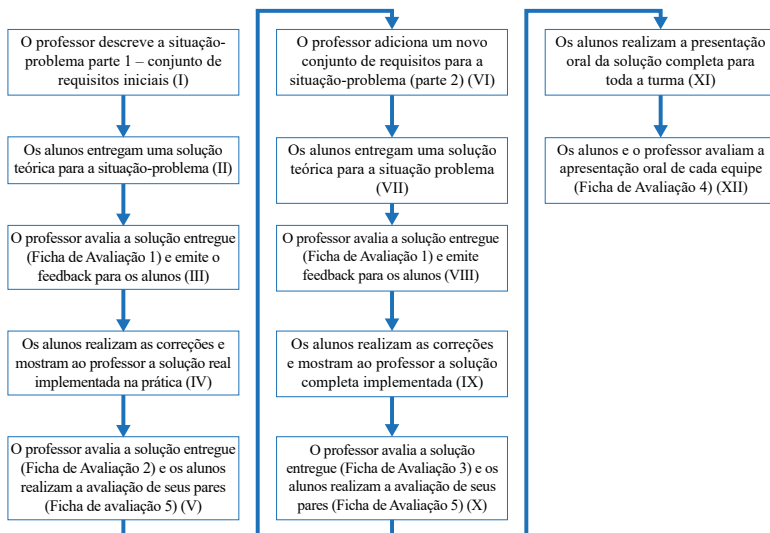 O professor descreve a situação-
problema parte 1 – conjunto de
requisitos iniciais (I)
Os alunos entregam uma solução
teórica para a situação-problema (II)
O professor avalia a solução entregue
(Ficha de Avaliação 1) e emite o
feedback para os alunos (III)
Os alunos realizam as correções e
mostram ao professor a solução real
implementada na prática (IV)
O professor avalia a solução entregue
(Ficha de Avaliação 2) e os alunos
realizam a avaliação de seus pares
(Ficha de avaliação 5) (V)
O professor adiciona um novo
conjunto de requisitos para a
situação-problema (parte 2) (VI)
Os alunos entregam uma solução
teórica para a situação problema
(VII)
O professor avalia a solução entregue
(Ficha de Avaliação 1) e emite
feedback para os alunos (VIII)
Os alunos realizam as correções
e mostram ao professor a solução
completa implementada (IX)
O professor avalia a solução
entregue (Ficha de Avaliação 3) e os
alunos realizam a avaliação de seus
pares (Ficha de Avaliação 5) (X)
Os alunos realizam a presentação
oral da solução completa para
toda a turma (XI)
Os alunos e o professor avaliam a
apresentação oral de cada equipe
(Ficha de Avaliação 4) (XII)